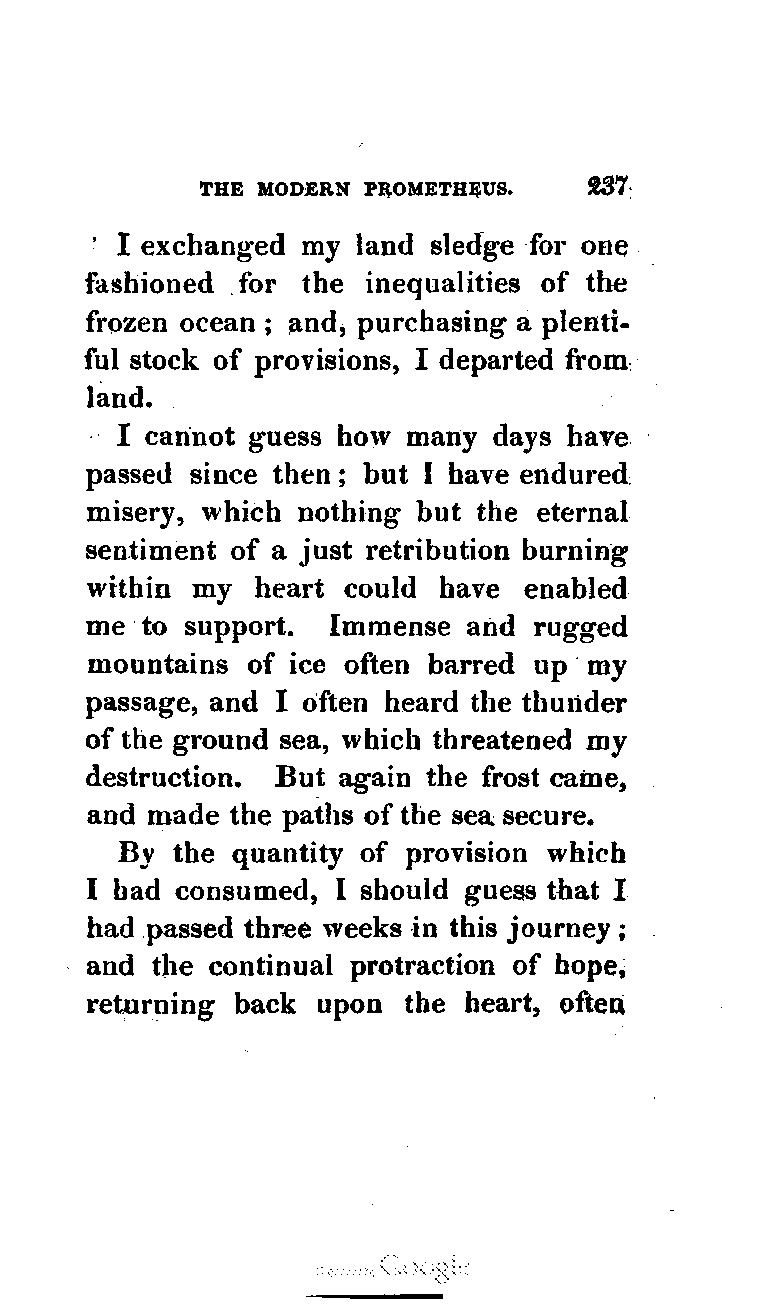 THE MODERN PROMETHEUS. 237
I exchanged my land sledge for one
fashioned for the inequalities of the
frozen ocean ; and, purchasing a plenti-
ful stock of provisions, I departed from
land.
I cannot guess how many days have
passed since then ; but I have endured
misery, which nothing but the eternal
sentiment of a just retribution burning
within my heart could have enabled
me to support. Immense and rugged
mountains of ice often barred up my
passage, and I often heard the thunder
of the ground sea, which threatened my
destruction. But again the frost came,
and made the paths of the sea secure.
By the quantity of provision which
I had consumed, I should guess that I
had passed three weeks in this journey ;
and the continual protraction of hope,
returning back upon the heart, often
Google